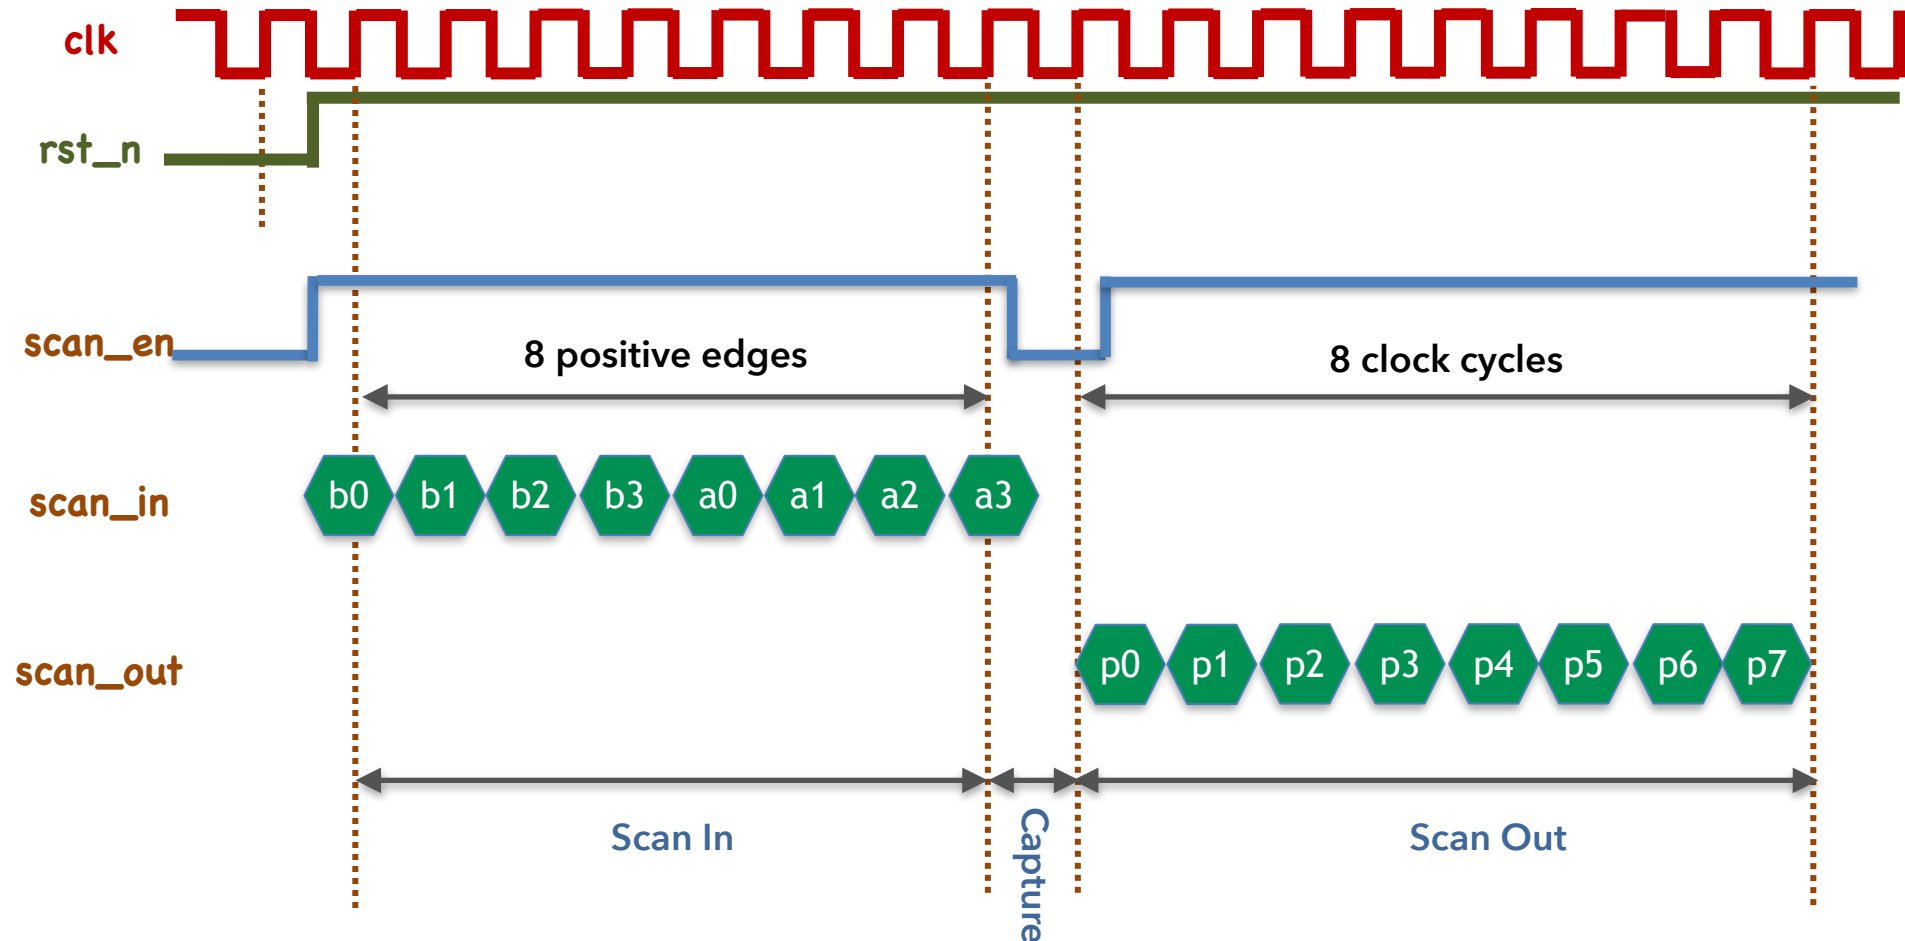 clk
rst_n
scan_en
8 positive edges
8 clock cycles
scan_in
b0 b1 b2 b3 a0 a1 a2 a3
scan_out
p0 p1 p2 p3 p4 p5 p6 p7
Scan In
Capture
Scan Out